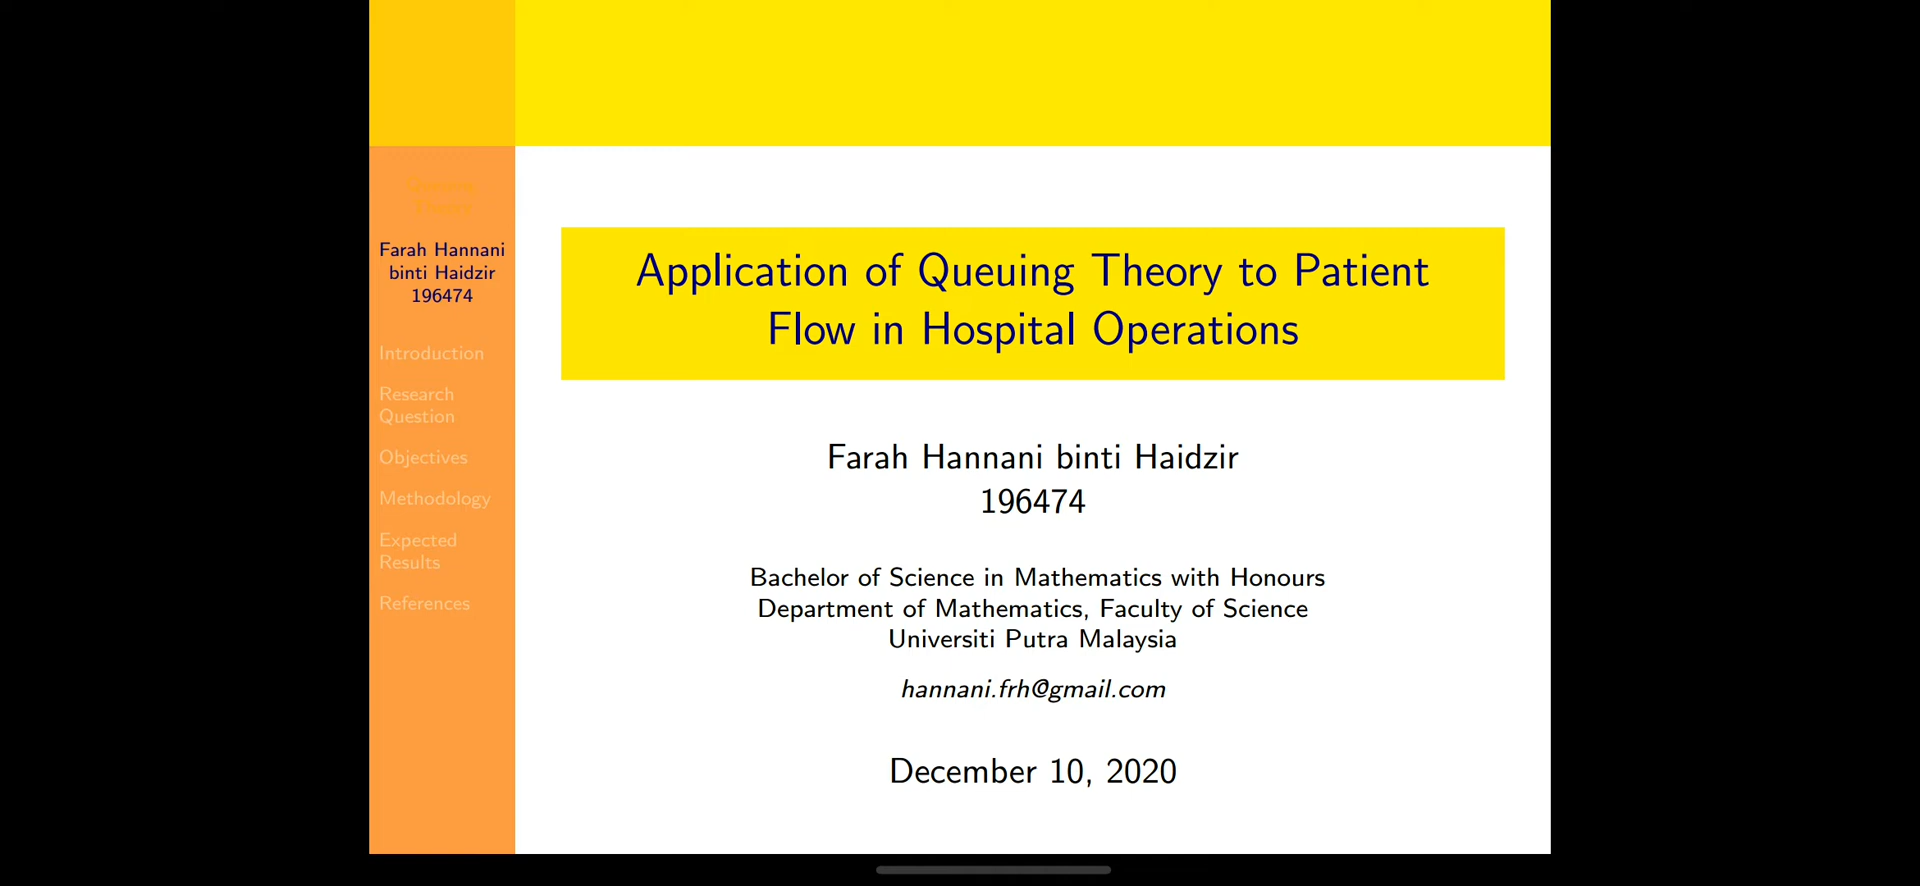 Queuing
Theory
Farah Hannani
binti Haidzir
196474
Introduction
Research
Question
Objectives
Methodology
Expected
Results
References
Application of Queuing Theory to Patient
Flow in Hospital Operations
Farah Hannani binti Haidzir
196474
Bachelor of Science in Mathematics with Honours
Department of Mathematics, Faculty of Science
Universiti Putra Malaysia
hannani.frh@gmail.com
December 10, 2020